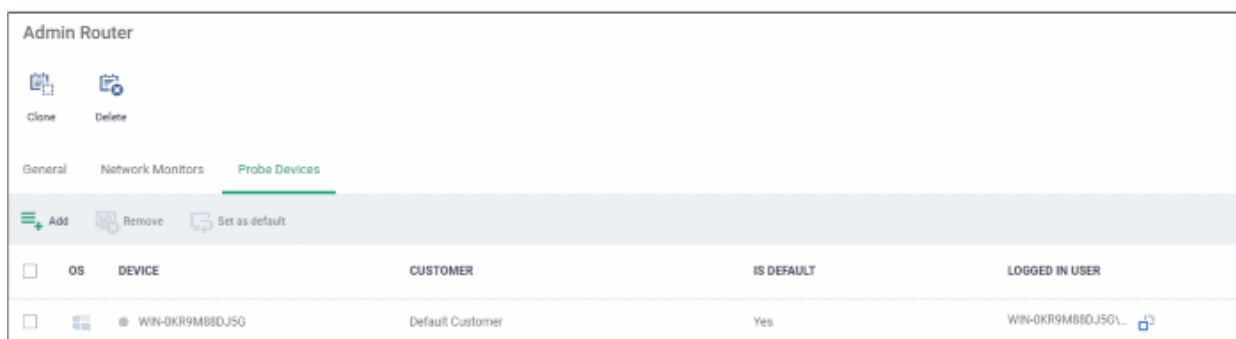 Admin Router
Clone Delete
General Network Monitors Probe Devices
Add Remove Set as default
OS DEVICE CUSTOMER IS DEFAULT LOGGED IN USER
WIN-0KR9M88DJ5G Default Customer Yes WIN-0KR9M88DJ5G\...